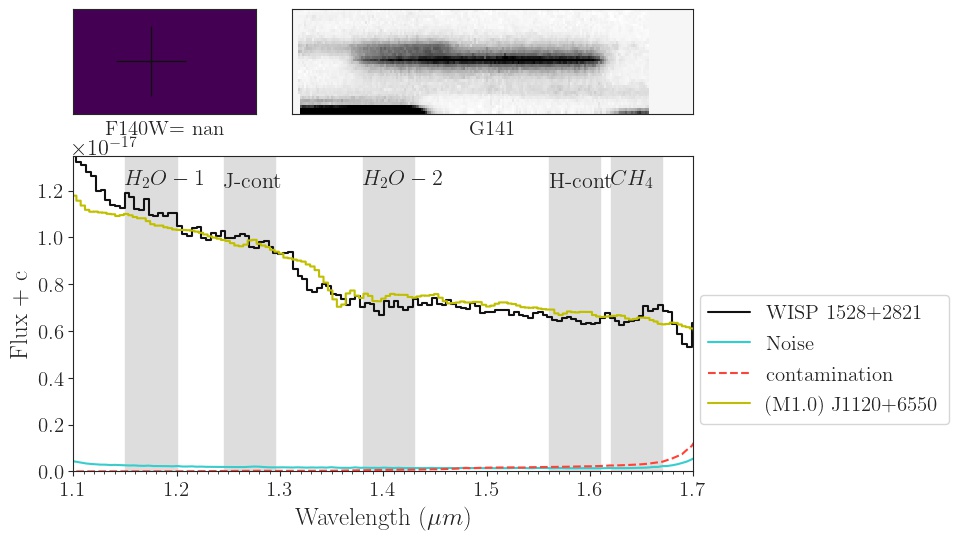 F140W= nan
G141
×10⁻¹⁷
H₂O − 1
J-cont
H₂O − 2
H-cont
CH₄
1.2
1.0
0.8
0.6
0.4
0.2
0.0
Flux + c
1.1
1.2
1.3
1.4
1.5
1.6
1.7
Wavelength (μm)
WISP 1528+2821
Noise
contamination
(M1.0) J1120+6550